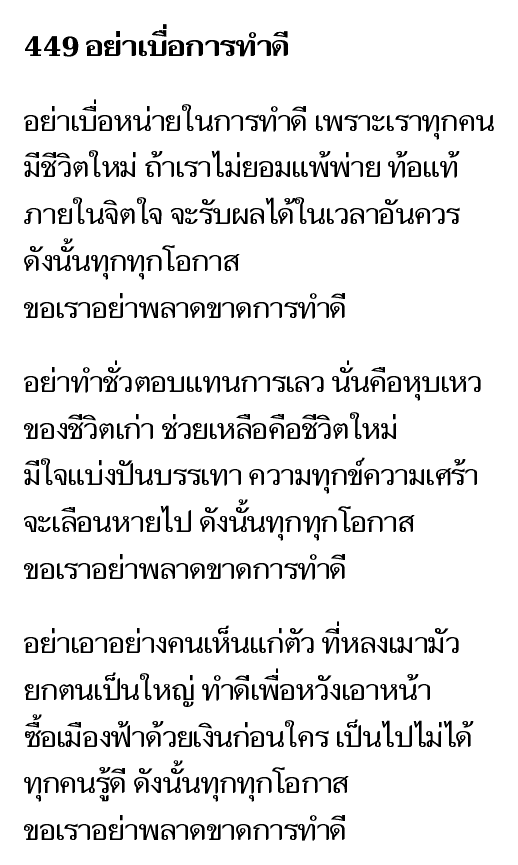 449 อย่าเบื่อการทำดี
อย่าเบื่อหน่ายในการทำดี เพราะเราทุกคน
มีชีวิตใหม่ ถ้าเราไม่ยอมแพ้พ่าย ท้อแท้
ภายในจิตใจ จะรับผลได้ในเวลาอันควร
ดังนั้นทุกทุกโอกาส
ขอเราอย่าพลาดขาดการทำดี
อย่าทำชั่วตอบแทนการเลว นั่นคือหุบเหว
ของชีวิตเก่า ช่วยเหลือคือชีวิตใหม่
มีใจแบ่งปันบรรเทา ความทุกข์ความเศร้า
จะเลือนหายไป ดังนั้นทุกทุกโอกาส
ขอเราอย่าพลาดขาดการทำดี
อย่าเอาอย่างคนเห็นแก่ตัว ที่หลงเมามัว
ยกตนเป็นใหญ่ ทำดีเพื่อหวังเอาหน้า
ซื้อเมืองฟ้าด้วยเงินก่อนใคร เป็นไปไม่ได้
ทุกคนรู้ดี ดังนั้นทุกทุกโอกาส
ขอเราอย่าพลาดขาดการทำดี